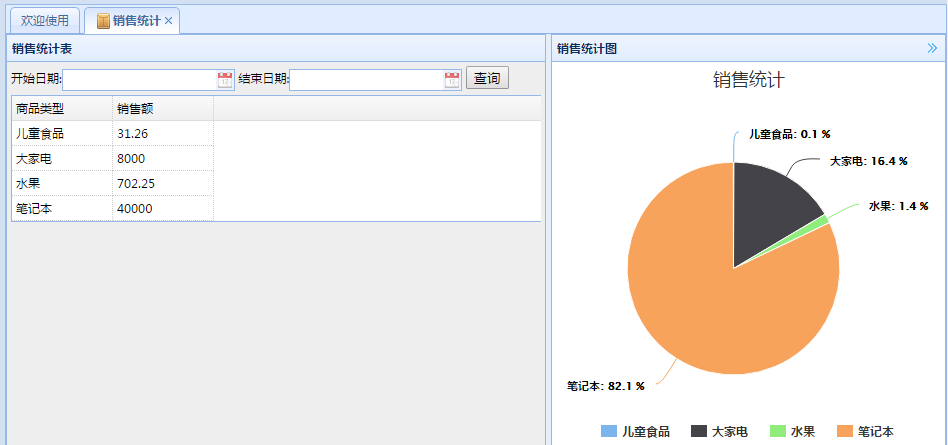 欢迎使用 销售统计
销售统计表
开始日期: 结束日期: 查询
商品类型 销售额
儿童食品 31.26
大家电 8000
水果 702.25
笔记本 40000
销售统计图
销售统计
儿童食品: 0.1 %
大家电: 16.4 %
水果: 1.4 %
笔记本: 82.1 %
儿童食品 大家电 水果 笔记本